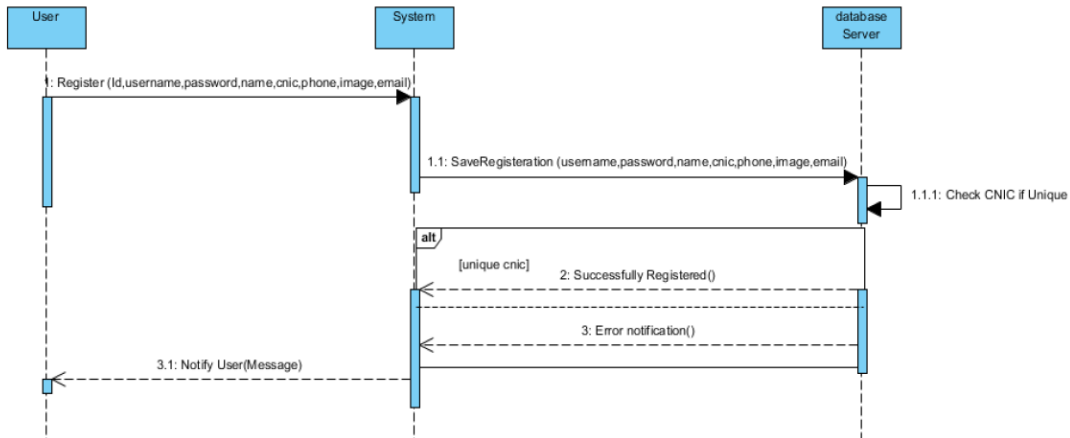 User
System
database
Server
1: Register (Id,username,password,name,cnic,phone,image,email)
1.1: SaveRegisteration (username,password,name,cnic,phone,image,email)
1.1.1: Check CNIC if Unique
alt
[unique cnic]
2: Successfully Registered()
3: Error notification()
3.1: Notify User(Message)